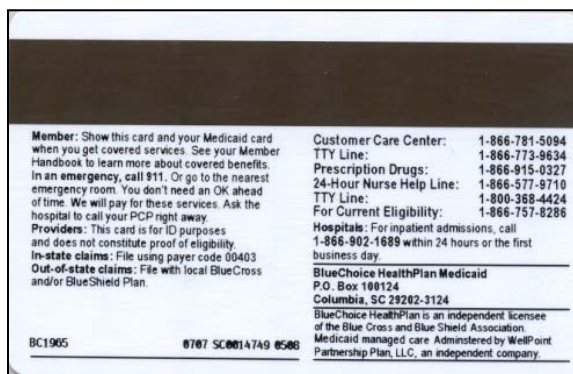 Member: Show this card and your Medicaid card
when you get covered services. See your Member
Handbook to learn more about covered benefits.
In an emergency, call 911. Or go to the nearest
emergency room. You don't need an OK ahead
of time. We will pay for these services. Ask the
hospital to call your PCP right away.
Providers: This card is for ID purposes
and does not constitute proof of eligibility.
In-state claims: File using payer code 00403
Out-of-state claims: File with local BlueCross
and/or BlueShield Plan.
BC1965 0707 SC0014749 0508
Customer Care Center: 1-866-781-5094
TTY Line: 1-866-773-9634
Prescription Drugs: 1-866-915-0327
24-Hour Nurse Help Line: 1-866-577-9710
TTY Line: 1-800-368-4424
For Current Eligibility: 1-866-757-8286
Hospitals: For inpatient admissions, call
1-866-902-1689 within 24 hours or the first
business day.
BlueChoice HealthPlan Medicaid
P.O. Box 100124
Columbia, SC 29202-3124
BlueChoice HealthPlan is an independent licensee
of the Blue Cross and Blue Shield Association.
Medicaid managed care Adminstered by WellPoint
Partnership Plan, LLC, an independent company.